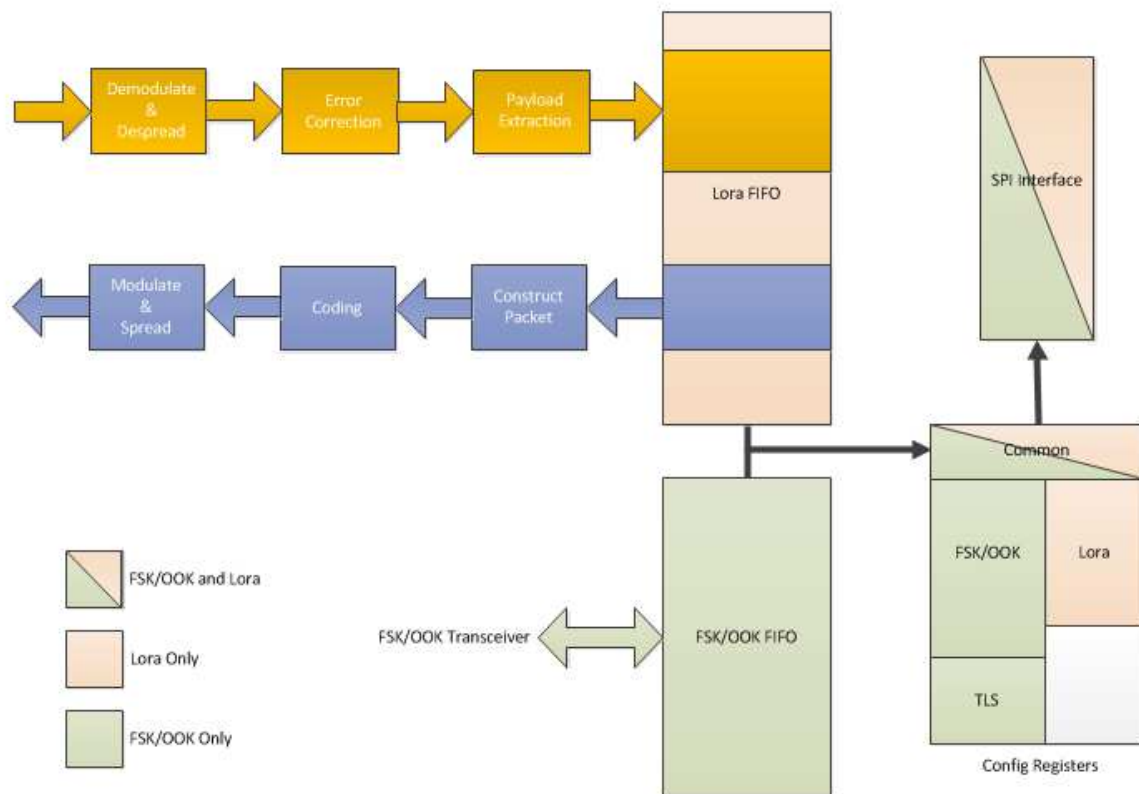 Demodulate
&
Despread
Error
Correction
Payload
Extraction
Lora FIFO
SPI Interface
Modulate
&
Spread
Coding
Construct
Packet
Common
FSK/OOK
Lora
TLS
Config Registers
FSK/OOK Transceiver
FSK/OOK FIFO
FSK/OOK and Lora
Lora Only
FSK/OOK Only